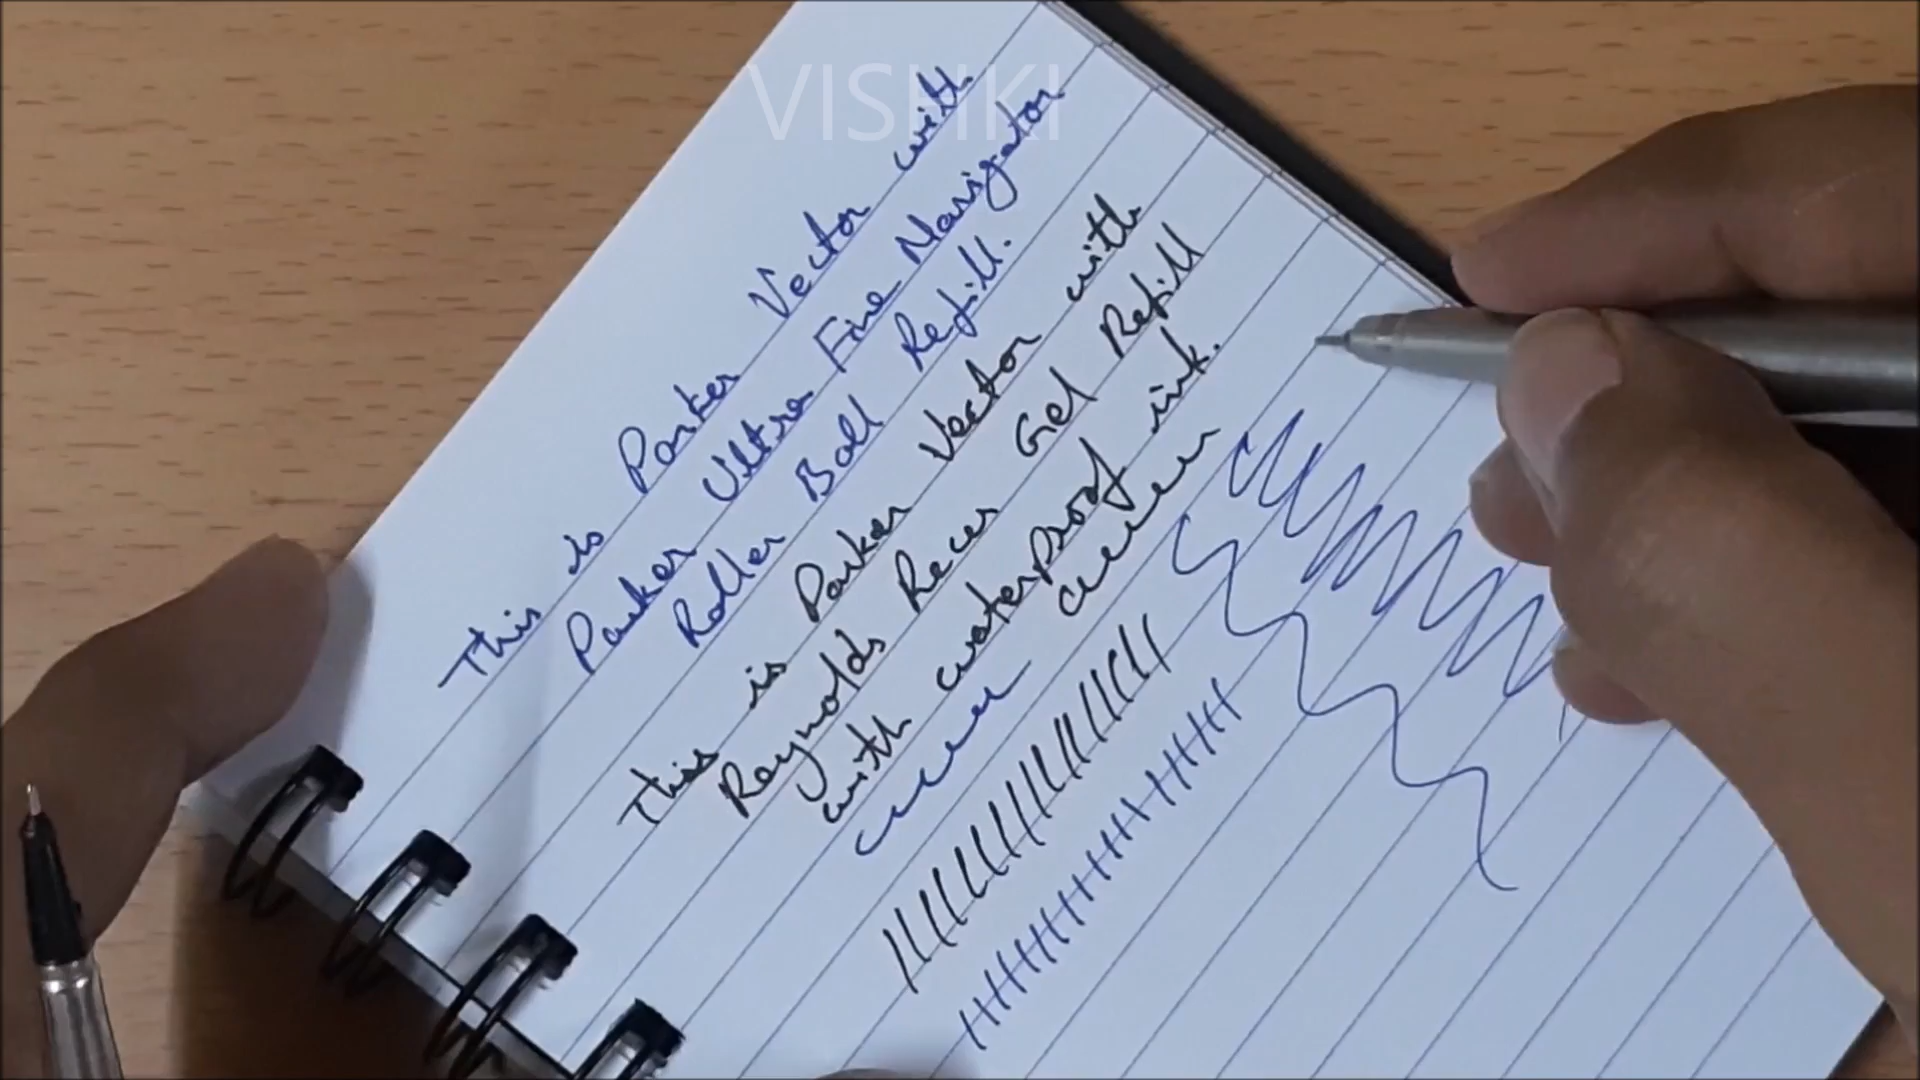 VISHKI
This is Parker Vector with
Parker Ultra Fine Navigator
Roller Ball Refill.
This is Parker Vector with
Reynolds Racer Gel Refill
with waterproof ink.